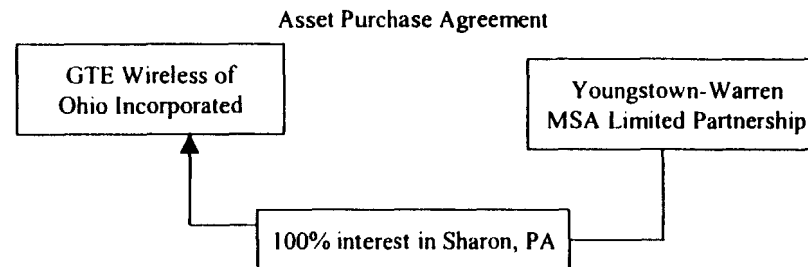 Asset Purchase Agreement
GTE Wireless of
Ohio Incorporated
Youngstown-Warren
MSA Limited Partnership
100% interest in Sharon, PA